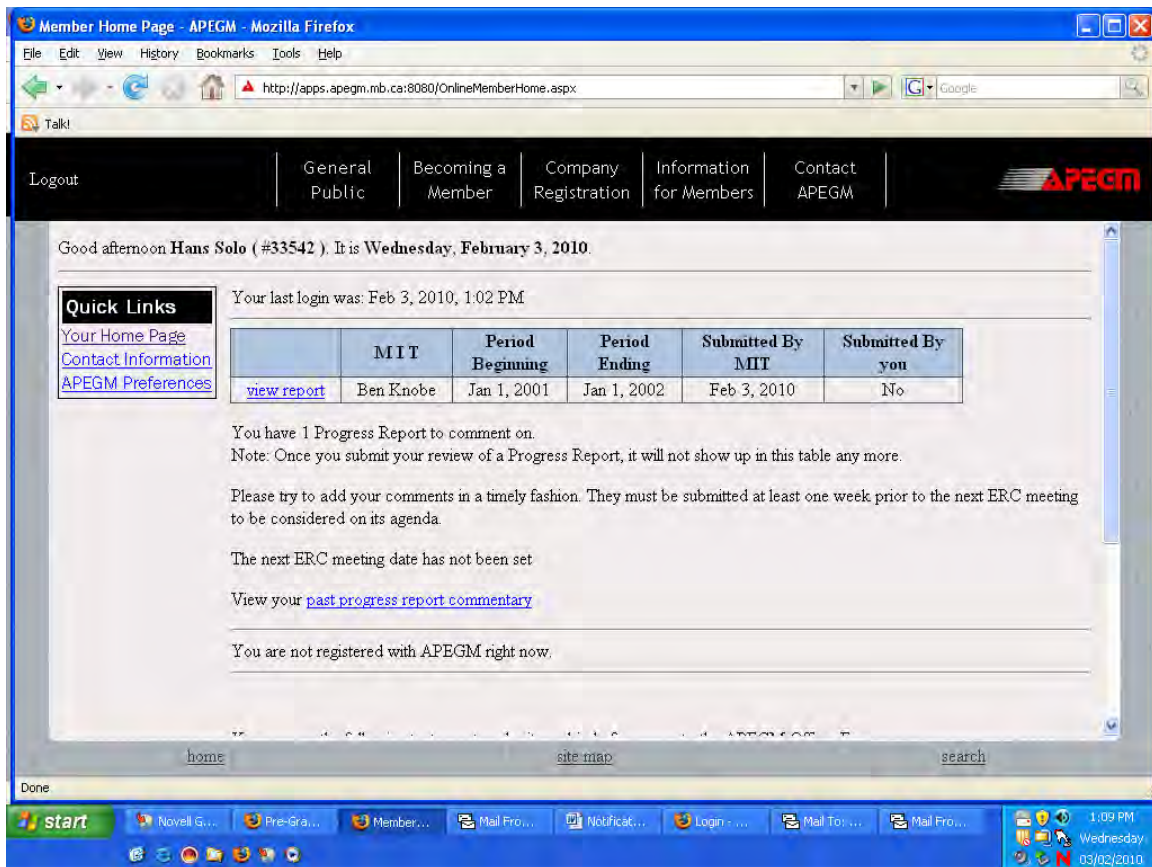 Member Home Page - APEGM - Mozilla Firefox
File Edit View History Bookmarks Tools Help
http://apps.apegm.mb.ca:8080/OnlineMemberHome.aspx
G Google
Talk!
Logout
General Public
Becoming a Member
Company Registration
Information for Members
Contact APEGM
APEGM
Good afternoon Hans Solo ( #33542 ). It is Wednesday, February 3, 2010.
Quick Links
Your Home Page
Contact Information
APEGM Preferences
Your last login was: Feb 3, 2010, 1:02 PM
MIT Period Beginning Period Ending Submitted By MIT Submitted By you
view report Ben Knobe Jan 1, 2001 Jan 1, 2002 Feb 3, 2010 No
You have 1 Progress Report to comment on.
Note: Once you submit your review of a Progress Report, it will not show up in this table any more.
Please try to add your comments in a timely fashion. They must be submitted at least one week prior to the next ERC meeting
to be considered on its agenda.
The next ERC meeting date has not been set
View your past progress report commentary
You are not registered with APEGM right now.
home site map search
Done
start Novell G... Pre-Gra... Member... Mail Fro... Notificat... Login - ... Mail To: ... Mail Fro... 1:09 PM
Wednesday
03/02/2010